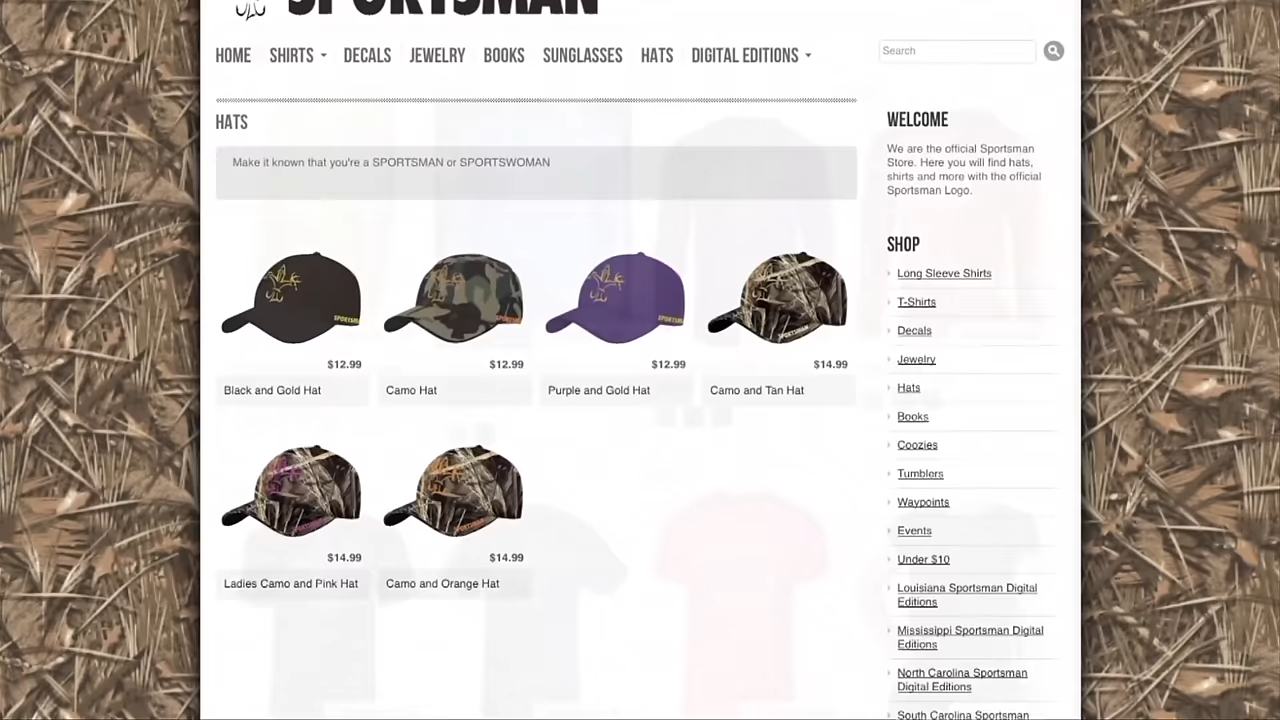 SPORTSMAN
HOME SHIRTS DECALS JEWELRY BOOKS SUNGLASSES HATS DIGITAL EDITIONS
Search
HATS
Make it known that you're a SPORTSMAN or SPORTSWOMAN
$12.99 $12.99 $12.99 $14.99
Black and Gold Hat Camo Hat Purple and Gold Hat Camo and Tan Hat
$14.99 $14.99
Ladies Camo and Pink Hat Camo and Orange Hat
WELCOME
We are the official Sportsman
Store. Here you will find hats,
shirts and more with the official
Sportsman Logo.
SHOP
Long Sleeve Shirts
T-Shirts
Decals
Jewelry
Hats
Books
Coozies
Tumblers
Waypoints
Events
Under $10
Louisiana Sportsman Digital
Editions
Mississippi Sportsman Digital
Editions
North Carolina Sportsman
Digital Editions
South Carolina Sportsman